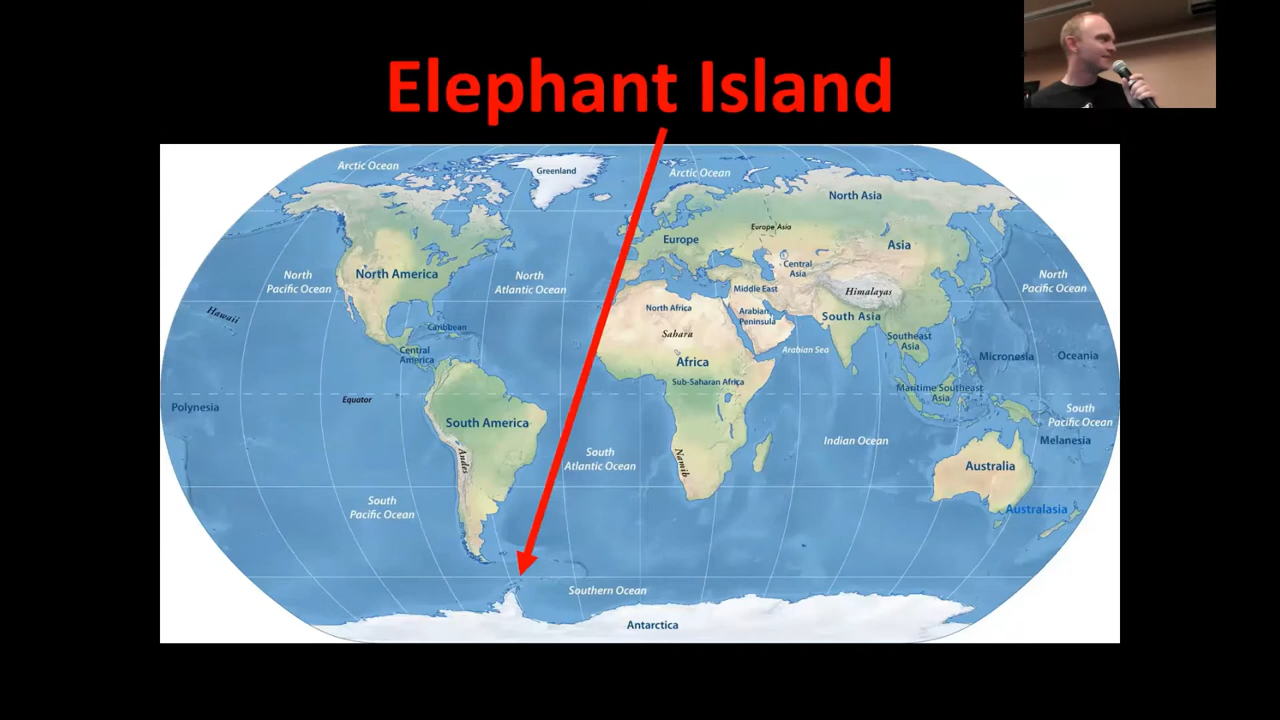 Elephant Island
Arctic Ocean
Greenland
Arctic Ocean
North Asia
Europe
Europe Asia
Asia
North America
North
Pacific Ocean
North
Atlantic Ocean
Central
Asia
Middle East
Himalayas
North
Pacific Ocean
Hawaii
North Africa
Arabian
Peninsula
South Asia
Caribbean
Sahara
Southeast
Asia
Central
America
Africa
Arabian Sea
Micronesia
Oceania
Sub-Saharan Africa
Maritime Southeast
Asia
Equator
Polynesia
South America
South
Pacific Ocean
Indian Ocean
Melanesia
Andes
South
Atlantic Ocean
Namib
Australia
South
Pacific Ocean
Australasia
Southern Ocean
Antarctica